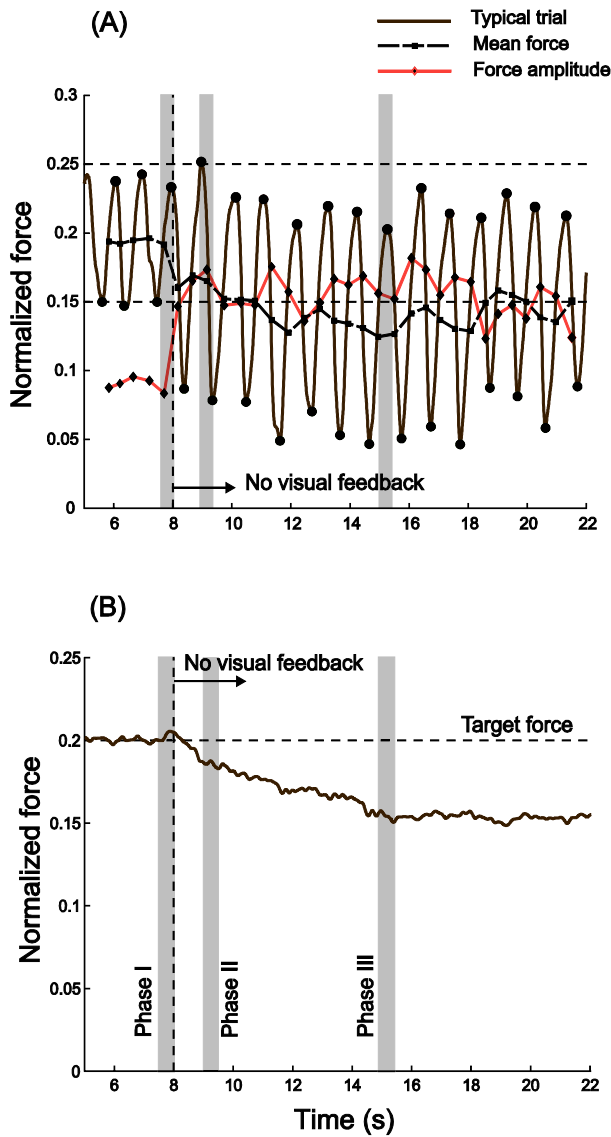 (A)
Typical trial
Mean force
Force amplitude
0.3
0.25
0.2
0.15
0.1
0.05
0
Normalized force
No visual feedback
6 8 10 12 14 16 18 20 22
(B)
0.25
0.2
0.15
0.1
0.05
0
Normalized force
No visual feedback
Target force
Phase I
Phase II
Phase III
6 8 10 12 14 16 18 20 22
Time (s)